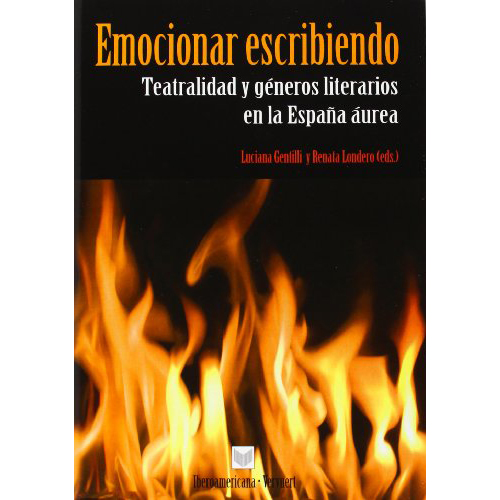 Emocionar escribiendo
Teatralidad y géneros literarios
en la España áurea
Luciana Gentilli y Renata Londero (eds.)
Iberoamericana · Vervuert